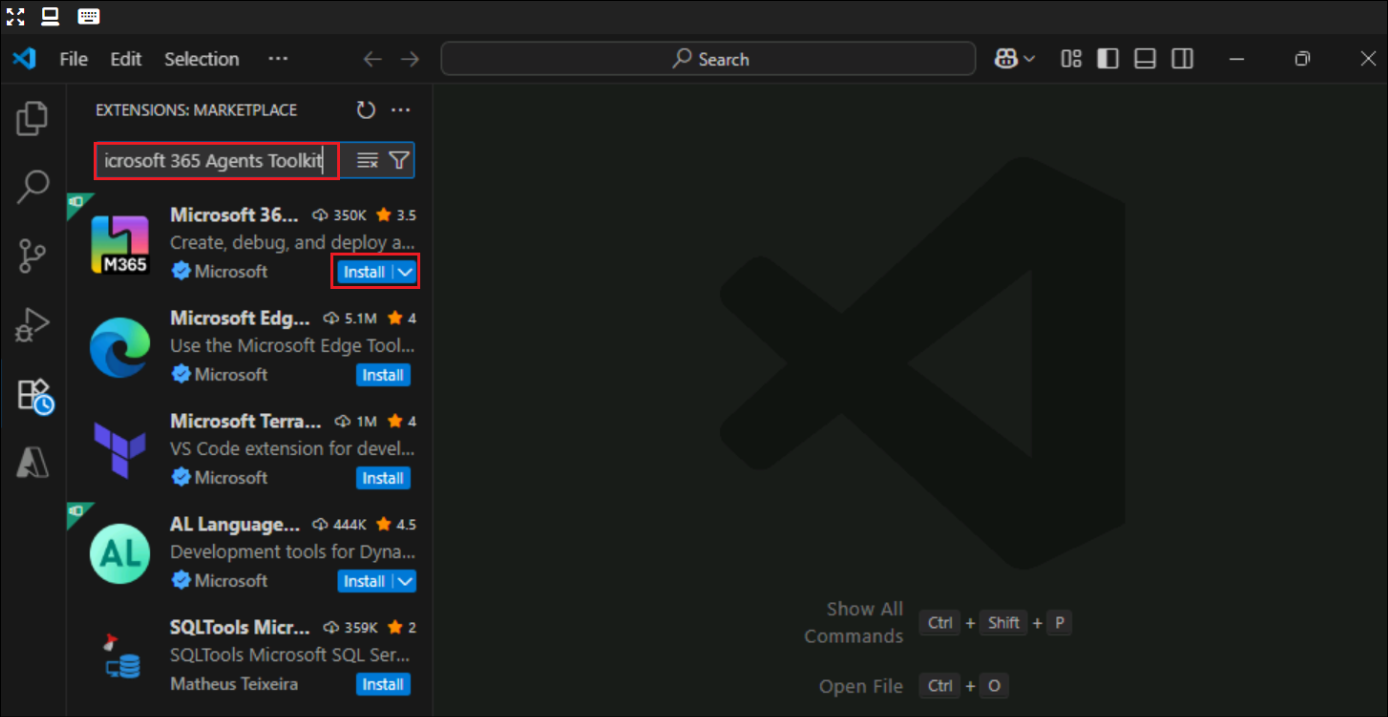 File Edit Selection ··· Search
EXTENSIONS: MARKETPLACE
icrosoft 365 Agents Toolkit
Microsoft 36... 350K 3.5
Create, debug, and deploy a...
M365
Microsoft Install
Microsoft Edg... 5.1M 4
Use the Microsoft Edge Tool...
Microsoft Install
Microsoft Terra... 1M 4
VS Code extension for devel...
Microsoft Install
AL Language... 444K 4.5
AL
Development tools for Dyna...
Microsoft Install
SQLTools Micr... 359K 2
SQLTools Microsoft SQL Ser...
Matheus Teixeira Install
Show All
Commands Ctrl + Shift + P
Open File Ctrl + O